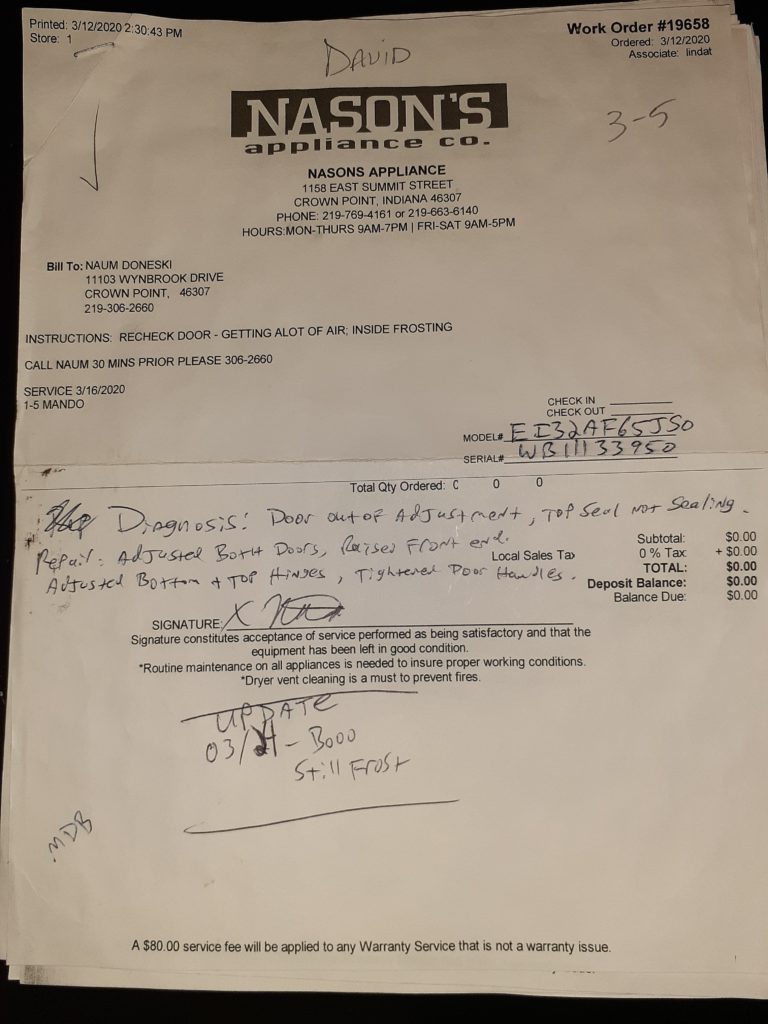 Printed: 3/12/2020 2:30:43 PM
Store: 1
Work Order #19658
Ordered: 3/12/2020
Associate: lindat
DAVID
3-5
NASON'S
appliance co.
NASONS APPLIANCE
1158 EAST SUMMIT STREET
CROWN POINT, INDIANA 46307
PHONE: 219-769-4161 or 219-663-6140
HOURS:MON-THURS 9AM-7PM | FRI-SAT 9AM-5PM
Bill To: NAUM DONESKI
11103 WYNBROOK DRIVE
CROWN POINT, 46307
219-306-2660
INSTRUCTIONS: RECHECK DOOR - GETTING ALOT OF AIR; INSIDE FROSTING
CALL NAUM 30 MINS PRIOR PLEASE 306-2660
SERVICE 3/16/2020
1-5 MANDO
CHECK IN
CHECK OUT
MODEL# EI32AF65JSO
SERIAL# WB11133950
Total Qty Ordered: 0 0
Diagnosis: Door out of Adjustment, Top Seal not Sealing.
Repair: Adjusted Both Doors, Raised Front end.
Adjusted Bottom + Top Hinges, Tightened Door Handles.
Local Sales Tax
Subtotal: $0.00
0 % Tax + $0.00
TOTAL: $0.00
Deposit Balance: $0.00
Balance Due: $0.00
SIGNATURE: X
Signature constitutes acceptance of service performed as being satisfactory and that the
equipment has been left in good condition.
*Routine maintenance on all appliances is needed to insure proper working conditions.
*Dryer vent cleaning is a must to prevent fires.
UPDATE
03/ - Booo
Still Frost
MDB
A $80.00 service fee will be applied to any Warranty Service that is not a warranty issue.